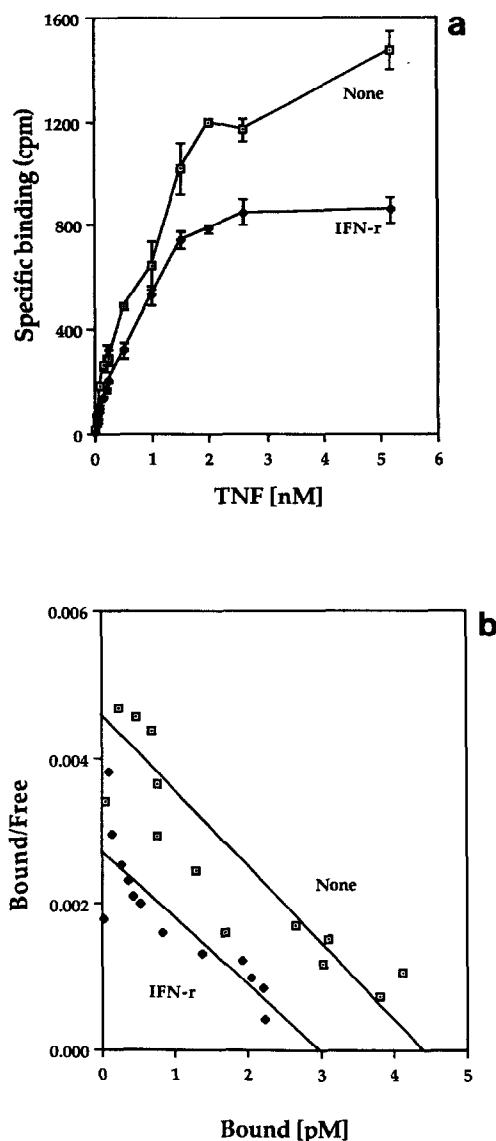 a
1600
1200
800
400
0
Specific binding (cpm)
None
IFN-r
0 1 2 3 4 5 6
TNF [nM]
b
0.006
0.004
0.002
0.000
Bound/Free
None
IFN-r
0 1 2 3 4 5
Bound [pM]